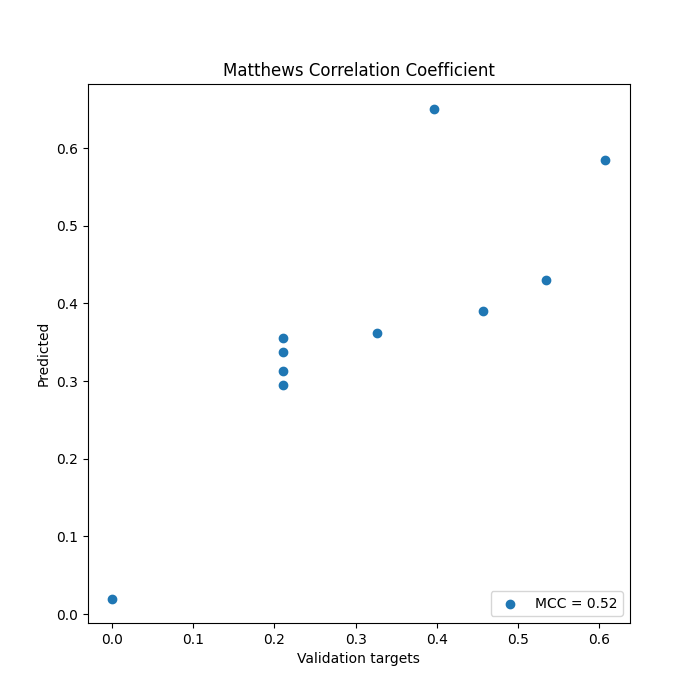 Matthews Correlation Coefficient
0.6
0.5
0.4
0.3
0.2
0.1
0.0
Predicted
MCC = 0.52
0.0 0.1 0.2 0.3 0.4 0.5 0.6
Validation targets